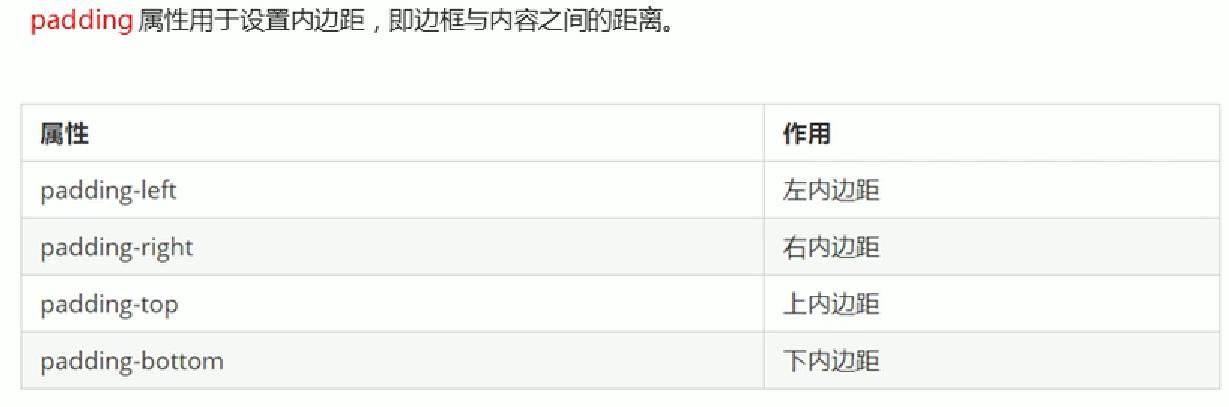 padding 属性用于设置内边距，即边框与内容之间的距离。
属性 作用
padding-left 左内边距
padding-right 右内边距
padding-top 上内边距
padding-bottom 下内边距